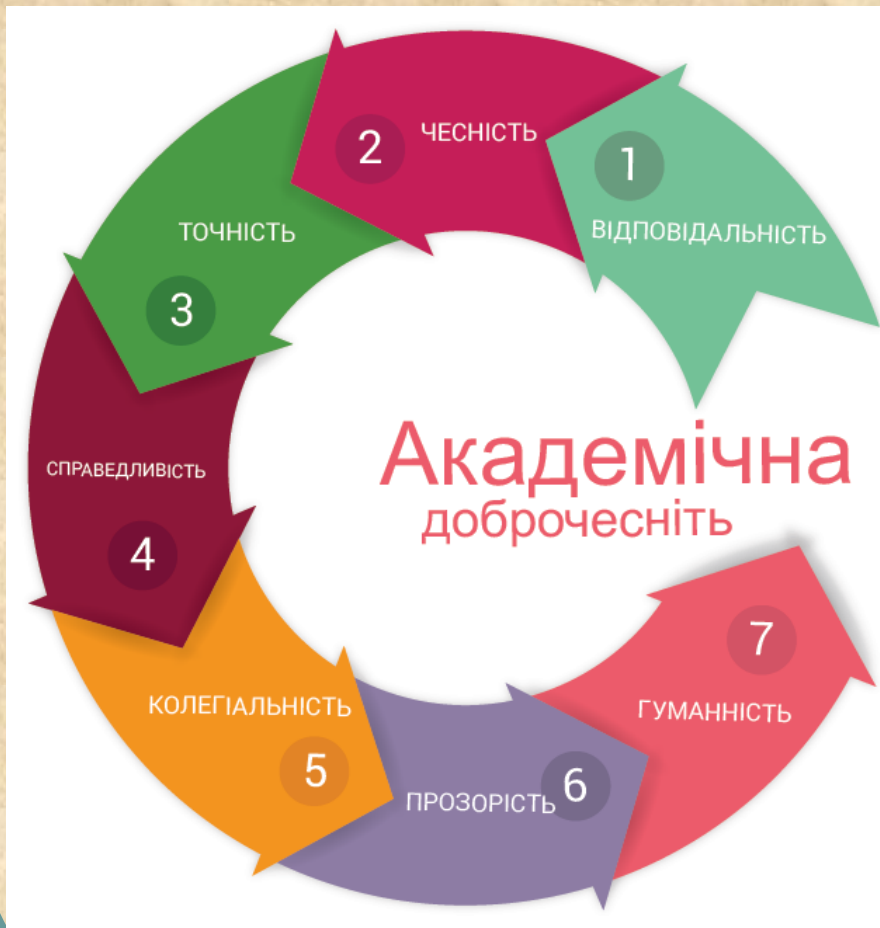 1
ВІДПОВІДАЛЬНІСТЬ
2 ЧЕСНІСТЬ
ТОЧНІСТЬ
3
СПРАВЕДЛИВІСТЬ
4
КОЛЕГІАЛЬНІСТЬ
5
ПРОЗОРІСТЬ 6
7
ГУМАННІСТЬ
Академічна
доброчесніть